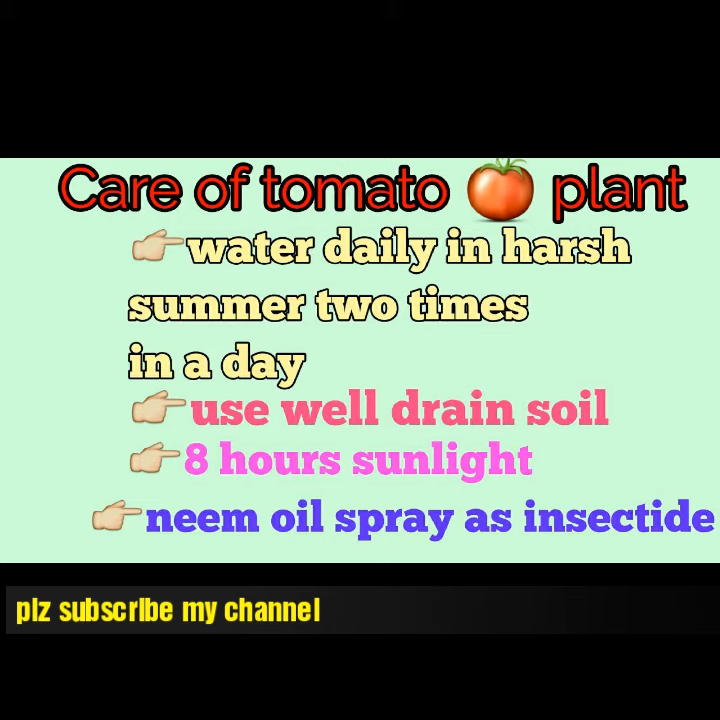 Care of tomato 🍅 plant
👉water daily in harsh
summer two times
in a day
👉use well drain soil
👉8 hours sunlight
👉neem oil spray as insectide
plz subscribe my channel